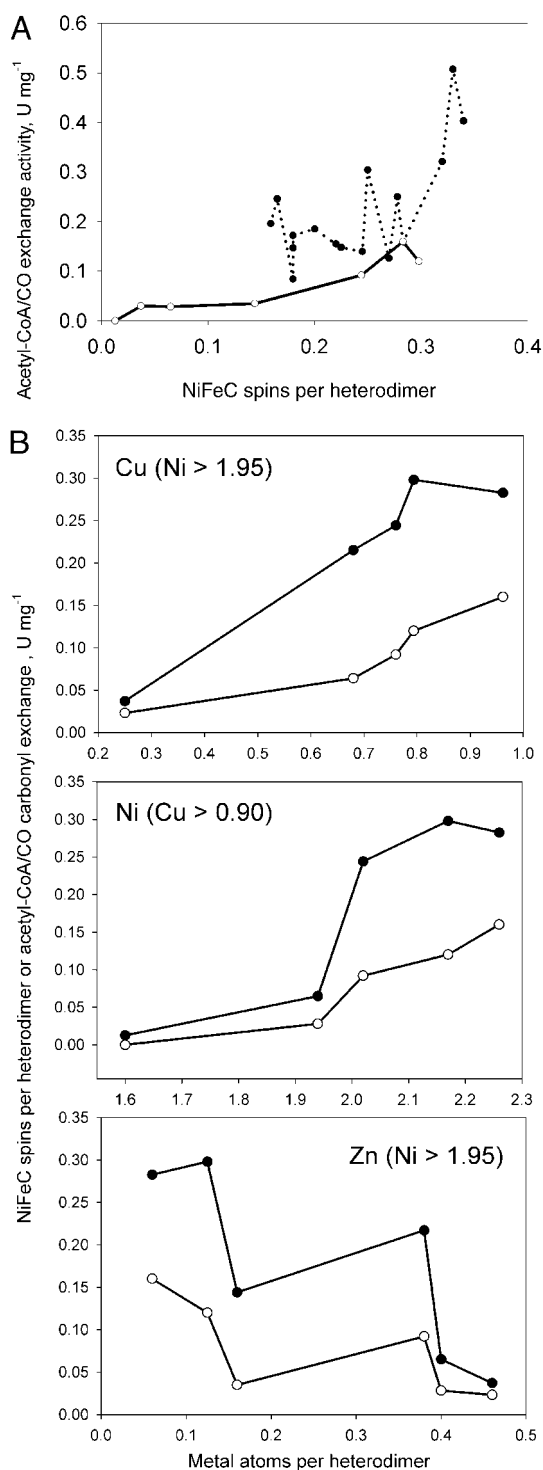 A
Acetyl-CoA/CO exchange activity, U mg-1
0.6
0.5
0.4
0.3
0.2
0.1
0.0
0.0 0.1 0.2 0.3 0.4
NiFeC spins per heterodimer
B
NiFeC spins per heterodimer or acetyl-CoA/CO carbonyl exchange , U mg-1
Cu (Ni > 1.95)
0.35
0.30
0.25
0.20
0.15
0.10
0.05
0.00
0.2 0.3 0.4 0.5 0.6 0.7 0.8 0.9 1.0
Ni (Cu > 0.90)
0.35
0.30
0.25
0.20
0.15
0.10
0.05
0.00
1.6 1.7 1.8 1.9 2.0 2.1 2.2 2.3
Zn (Ni > 1.95)
0.35
0.30
0.25
0.20
0.15
0.10
0.05
0.00
0.0 0.1 0.2 0.3 0.4 0.5
Metal atoms per heterodimer